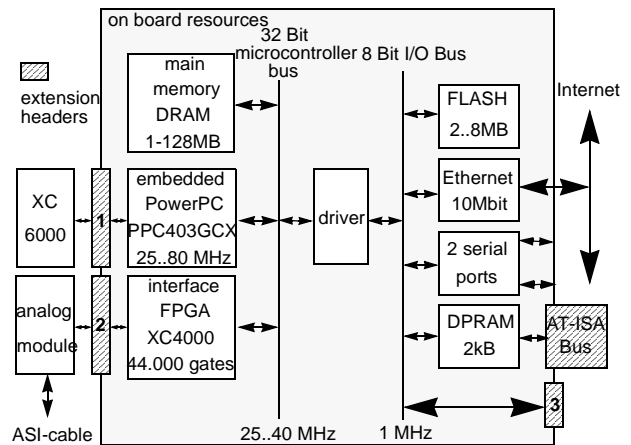 on board resources
32 Bit
microcontroller
bus
8 Bit I/O Bus
extension
headers
main
memory
DRAM
1-128MB
FLASH
2..8MB
Internet
XC
6000
1
embedded
PowerPC
PPC403GCX
25..80 MHz
driver
Ethernet
10Mbit
2 serial
ports
analog
module
2
interface
FPGA
XC4000
44.000 gates
DPRAM
2kB
AT-ISA
Bus
3
ASI-cable
25..40 MHz
1 MHz